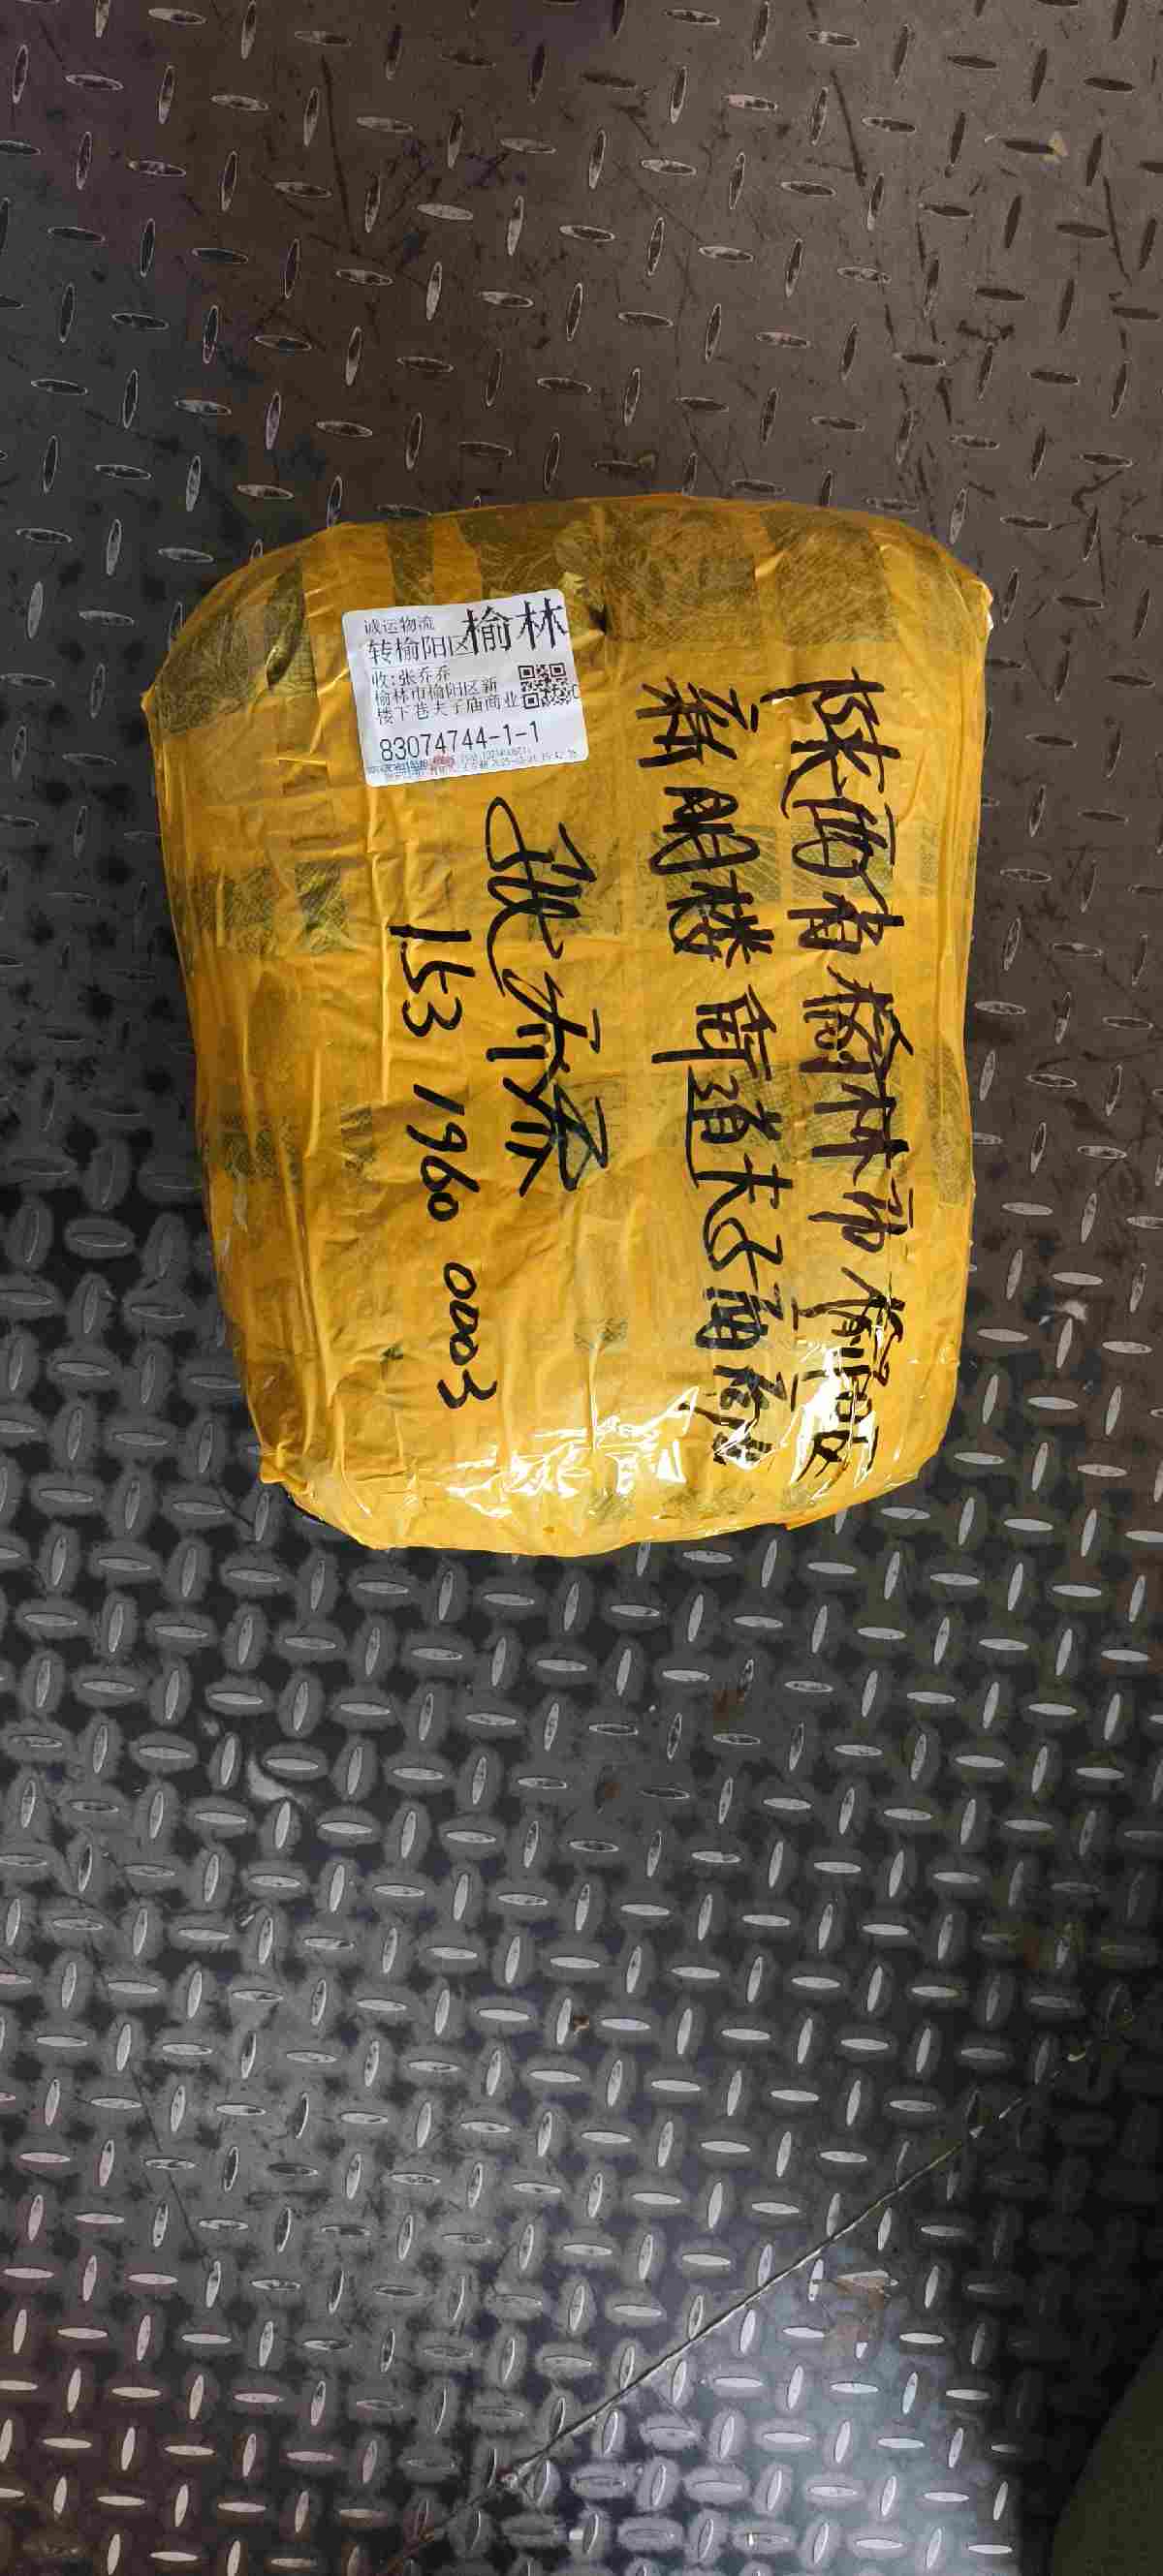 诚运物流
榆林
转榆阳区
收:张乔乔
榆林市榆阳区新
楼下巷夫子庙商业
83074744-1-1
陕西省榆林市榆阳区
新明楼街道夫子庙
张乔乔
153 1960 0003